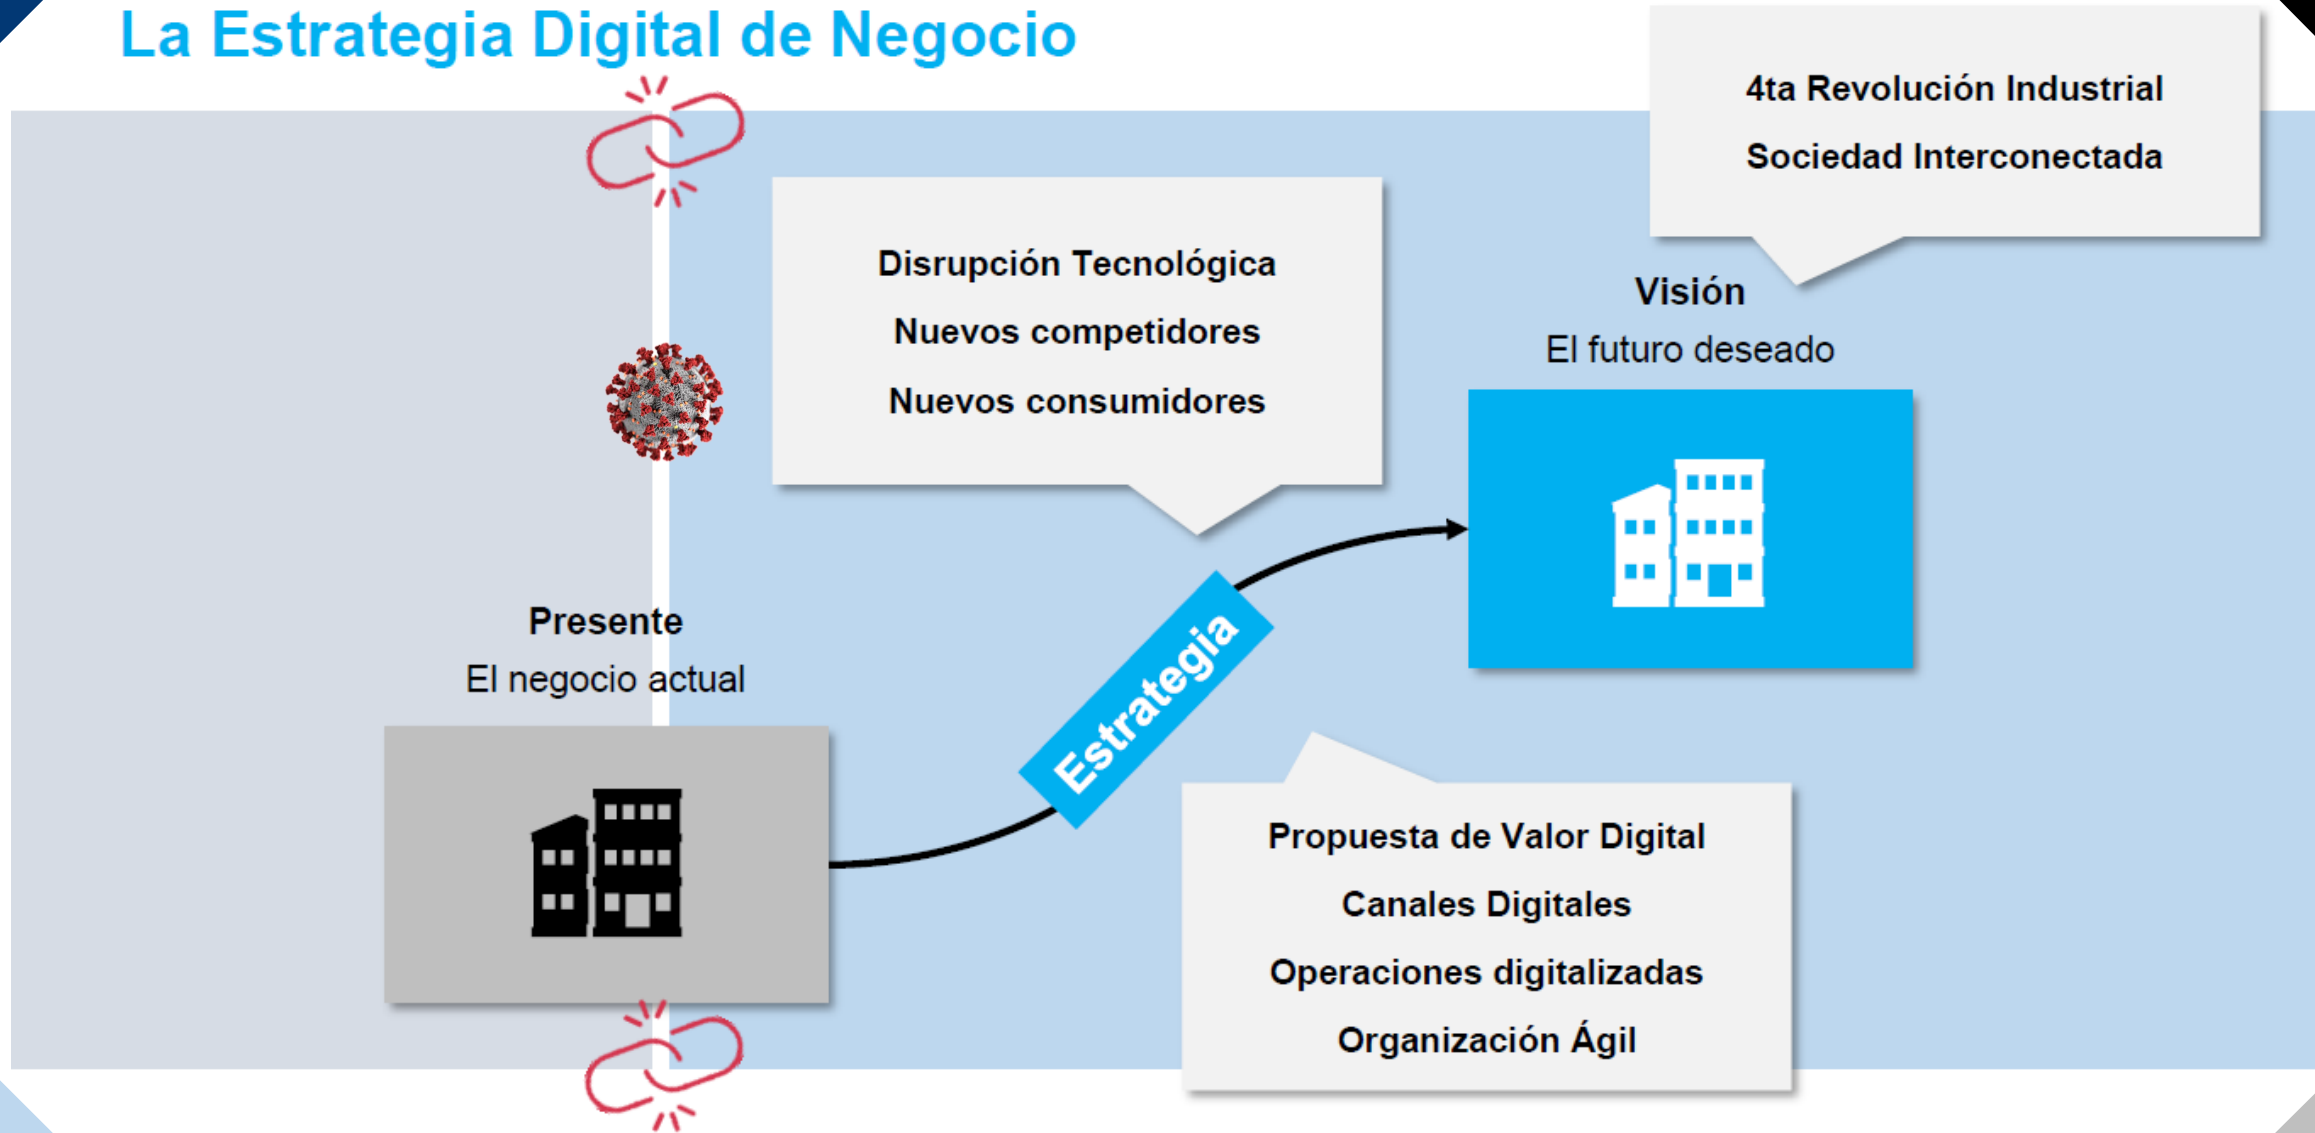 La Estrategia Digital de Negocio
4ta Revolución Industrial
Sociedad Interconectada
Disrupción Tecnológica
Nuevos competidores
Nuevos consumidores
Visión
El futuro deseado
Presente
El negocio actual
Estrategia
Propuesta de Valor Digital
Canales Digitales
Operaciones digitalizadas
Organización Ágil